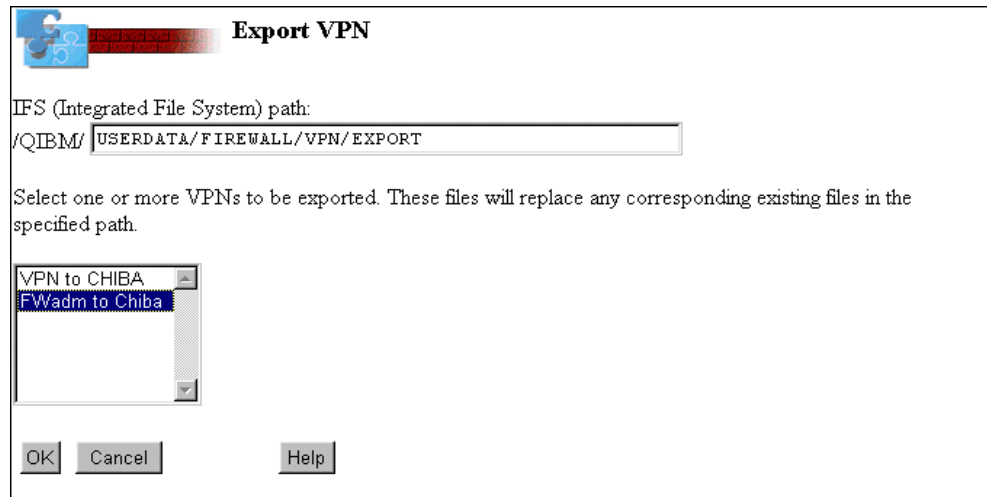 Export VPN
IFS (Integrated File System) path:
/QIBM/ USERDATA/FIREWALL/VPN/EXPORT
Select one or more VPNs to be exported. These files will replace any corresponding existing files in the
specified path.
VPN to CHIBA
FWadm to Chiba
OK Cancel Help